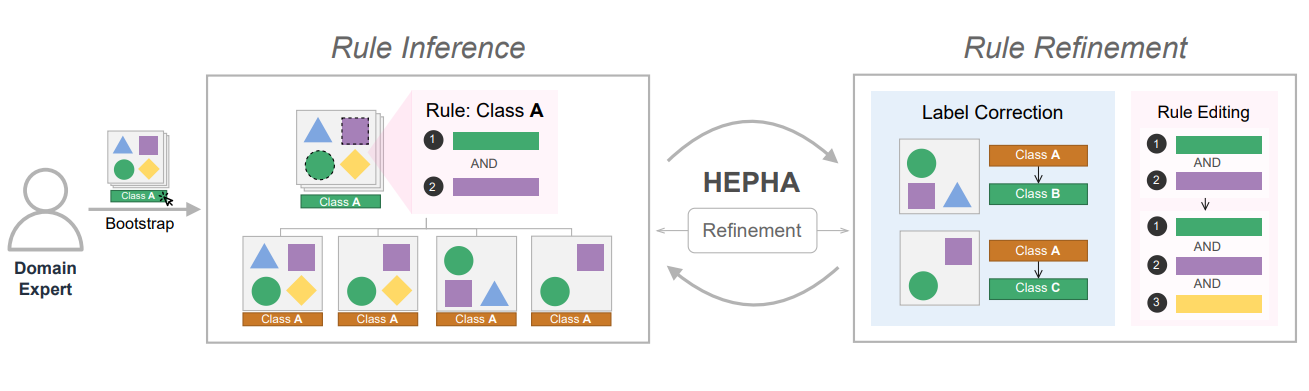 Rule Inference
Rule Refinement
Class A
Bootstrap
Domain
Expert
Rule: Class A
1
AND
2
Class A
Class A
Class A
Class A
Class A
HEPHA
Refinement
Label Correction
Class A
Class B
Class A
Class C
Rule Editing
1
AND
2
1
AND
2
AND
3